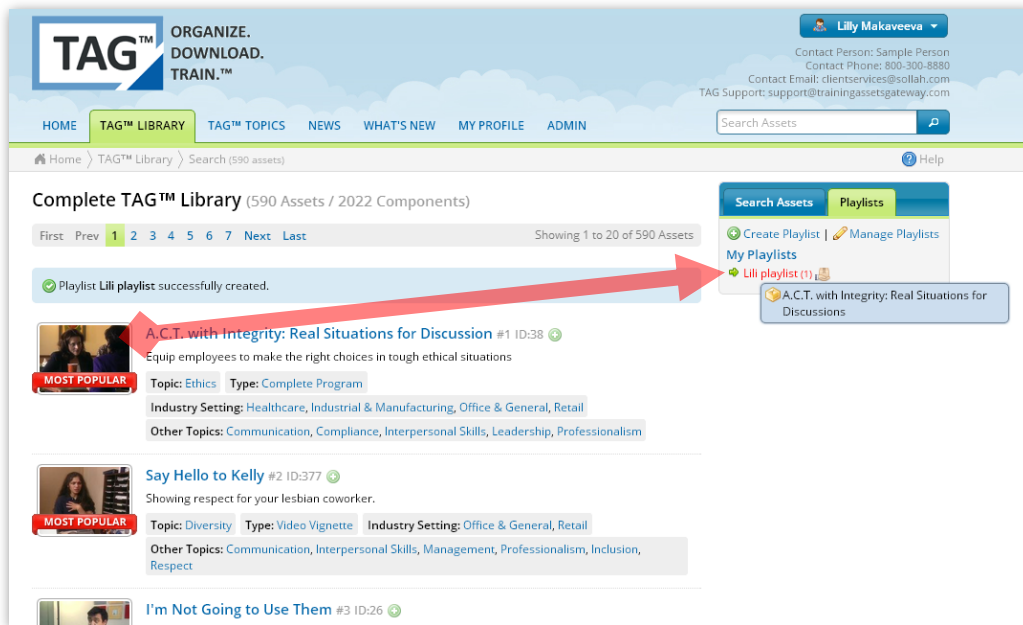 TAG™
ORGANIZE.
DOWNLOAD.
TRAIN.™
Lilly Makaveeva
Contact Person: Sample Person
Contact Phone: 800-300-8880
Contact Email: clientservices@sollah.com
TAG Support: support@trainingassetsgateway.com
HOME TAG™ LIBRARY TAG™ TOPICS NEWS WHAT'S NEW MY PROFILE ADMIN
Search Assets
Home TAG™ Library Search (590 assets)
Help
Complete TAG™ Library (590 Assets / 2022 Components)
First Prev 1 2 3 4 5 6 7 Next Last
Showing 1 to 20 of 590 Assets
Search Assets Playlists
Create Playlist | Manage Playlists
My Playlists
Lili playlist (1)
A.C.T. with Integrity: Real Situations for
Discussions
Playlist Lili playlist successfully created.
A.C.T. with Integrity: Real Situations for Discussion #1 ID:38
Equip employees to make the right choices in tough ethical situations
MOST POPULAR
Topic: Ethics Type: Complete Program
Industry Setting: Healthcare, Industrial & Manufacturing, Office & General, Retail
Other Topics: Communication, Compliance, Interpersonal Skills, Leadership, Professionalism
Say Hello to Kelly #2 ID:377
Showing respect for your lesbian coworker.
MOST POPULAR
Topic: Diversity Type: Video Vignette Industry Setting: Office & General, Retail
Other Topics: Communication, Interpersonal Skills, Management, Professionalism, Inclusion,
Respect
I'm Not Going to Use Them #3 ID:26